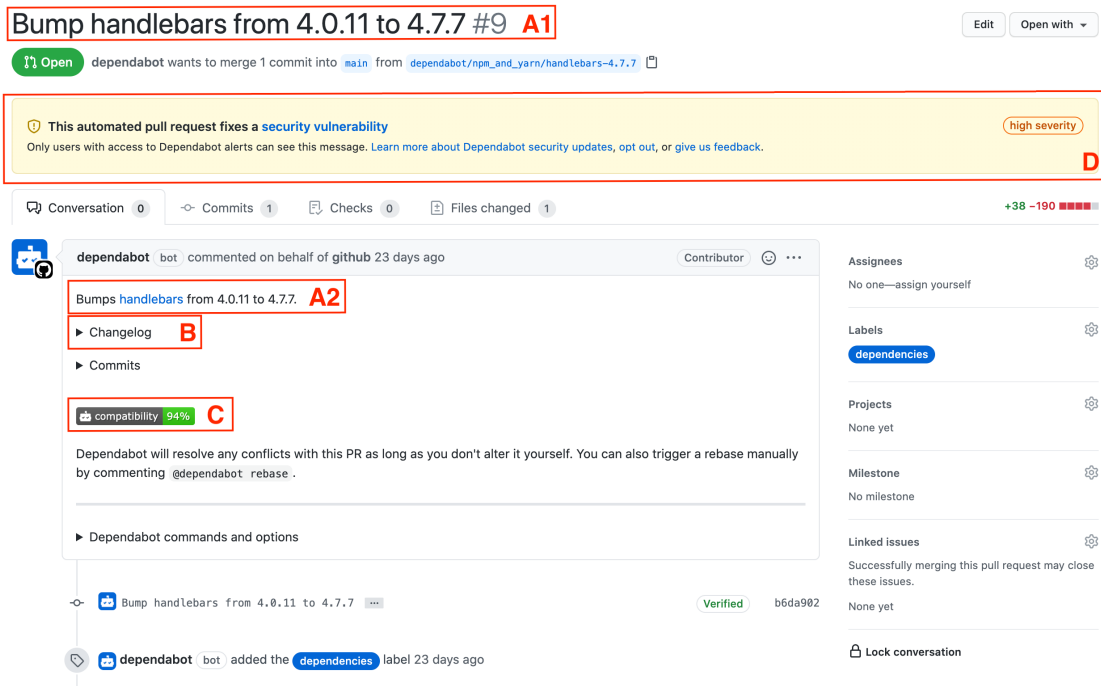 Bump handlebars from 4.0.11 to 4.7.7 #9 A1
Edit
Open with
Open dependabot wants to merge 1 commit into main from dependabot/npm_and_yarn/handlebars-4.7.7
This automated pull request fixes a security vulnerability
high severity
Only users with access to Dependabot alerts can see this message. Learn more about Dependabot security updates, opt out, or give us feedback.
D
Conversation 0
Commits 1
Checks 0
Files changed 1
+38 −190
dependabot bot commented on behalf of github 23 days ago
Contributor
Bumps handlebars from 4.0.11 to 4.7.7. A2
Changelog B
Commits
compatibility 94% C
Dependabot will resolve any conflicts with this PR as long as you don't alter it yourself. You can also trigger a rebase manually
by commenting @dependabot rebase .
Dependabot commands and options
Bump handlebars from 4.0.11 to 4.7.7 ...
Verified
b6da902
dependabot bot added the dependencies label 23 days ago
Assignees
No one—assign yourself
Labels
dependencies
Projects
None yet
Milestone
No milestone
Linked issues
Successfully merging this pull request may close
these issues.
None yet
Lock conversation